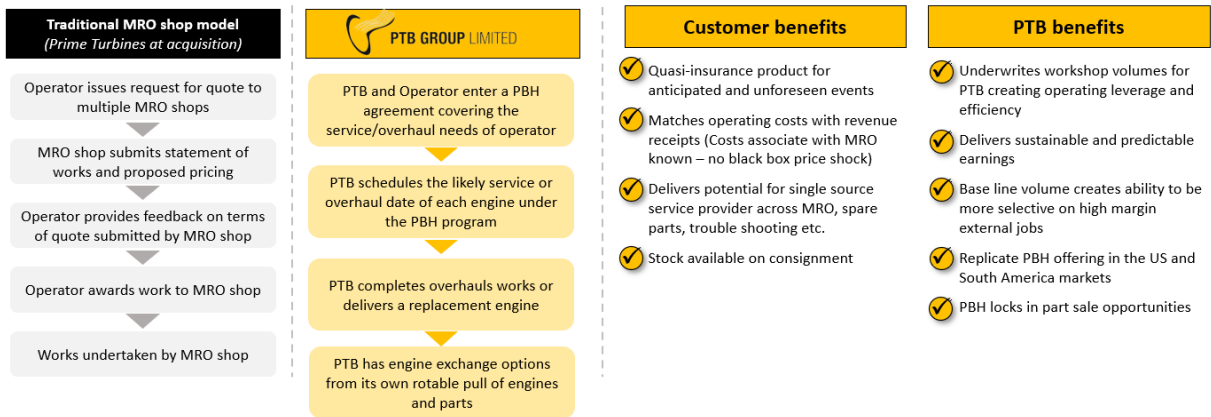 Traditional MRO shop model
(Prime Turbines at acquisition)
Operator issues request for quote to
multiple MRO shops
MRO shop submits statement of
works and proposed pricing
Operator provides feedback on terms
of quote submitted by MRO shop
Operator awards work to MRO shop
Works undertaken by MRO shop
PTB GROUP LIMITED
PTB and Operator enter a PBH
agreement covering the
service/overhaul needs of operator
PTB schedules the likely service or
overhaul date of each engine under
the PBH program
PTB completes overhauls works or
delivers a replacement engine
PTB has engine exchange options
from its own rotable pull of engines
and parts
Customer benefits
Quasi-insurance product for
anticipated and unforeseen events
Matches operating costs with revenue
receipts (Costs associate with MRO
known – no black box price shock)
Delivers potential for single source
service provider across MRO, spare
parts, trouble shooting etc.
Stock available on consignment
PTB benefits
Underwrites workshop volumes for
PTB creating operating leverage and
efficiency
Delivers sustainable and predictable
earnings
Base line volume creates ability to be
more selective on high margin
external jobs
Replicate PBH offering in the US and
South America markets
PBH locks in part sale opportunities